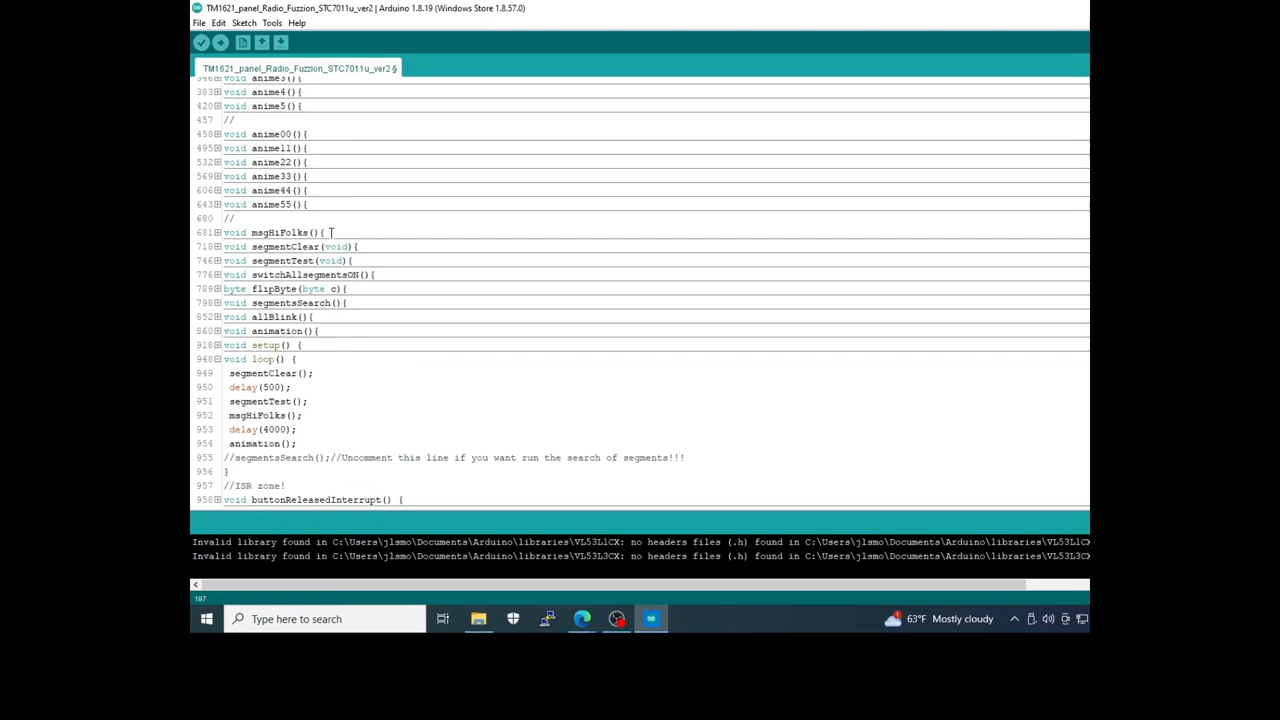 TM1621_panel_Radio_Fuzzion_STC7011u_ver2 | Arduino 1.8.19 (Windows Store 1.8.57.0)
File Edit Sketch Tools Help
TM1621_panel_Radio_Fuzzion_STC7011u_ver2 §
346 void anime3(){
383 void anime4(){
420 void anime5(){
457 //
458 void anime00(){
495 void anime11(){
532 void anime22(){
569 void anime33(){
606 void anime44(){
643 void anime55(){
680 //
681 void msgHiFolks(){
718 void segmentClear(void){
746 void segmentTest(void){
776 void switchAllsegmentsON(){
789 byte flipByte(byte c){
798 void segmentsSearch(){
852 void allBlink(){
860 void animation(){
918 void setup() {
948 void loop() {
949 segmentClear();
950 delay(500);
951 segmentTest();
952 msgHiFolks();
953 delay(4000);
954 animation();
955 //segmentsSearch();//Uncomment this line if you want run the search of segments!!!
956 }
957 //ISR zone!
958 void buttonReleasedInterrupt() {
Invalid library found in C:\Users\jlsmo\Documents\Arduino\libraries\VL53L1CX: no headers files (.h) found in C:\Users\jlsmo\Documents\Arduino\libraries\VL53L1CX
Invalid library found in C:\Users\jlsmo\Documents\Arduino\libraries\VL53L3CX: no headers files (.h) found in C:\Users\jlsmo\Documents\Arduino\libraries\VL53L3CX
197
Type here to search
63°F Mostly cloudy